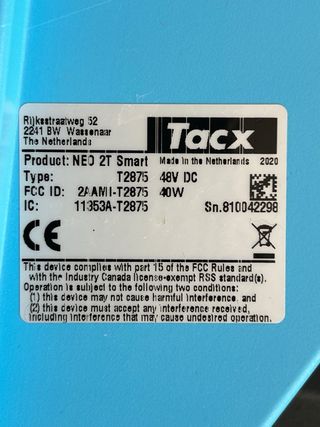 Rijksstraatweg 52
2241 BW Wassenaar
The Netherlands
Tacx
Product: NEO 2T Smart Made in the Netherlands 2020
Type: T2875 48V DC
FCC ID: 2AAMI-T2875 40W
IC: 11353A-T2875 Sn.810042298
CE
This device complies with part 15 of the FCC Rules and
with the Industry Canada license-exempt RSS standard(s).
Operation is subject to the following two conditions:
(1) this device may not cause harmful interference, and
(2) this device must accept any interference received,
including interference that may cause undesired operation.